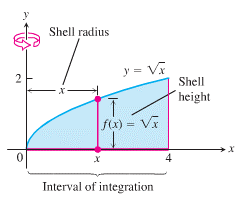 y
Shell radius
y = √x
2
x
Shell
height
f(x) = √x
0
x
4
x
Interval of integration